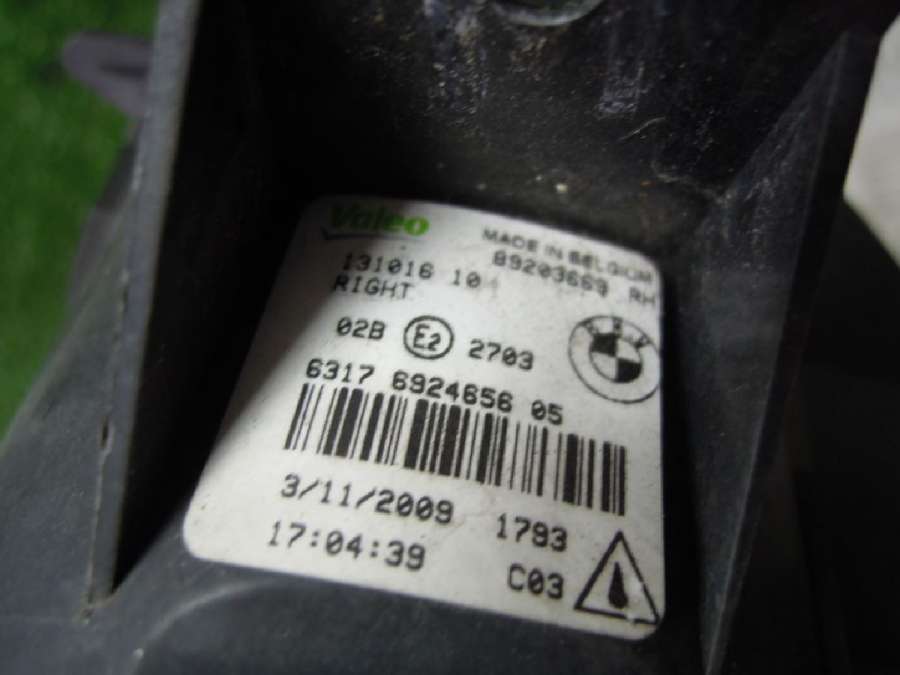 Valeo
MADE IN BELGIUM
89203669 RH
131016 104
RIGHT
02B E2 2703
6317 6924656 05
3/11/2009 1793
17:04:39 C03